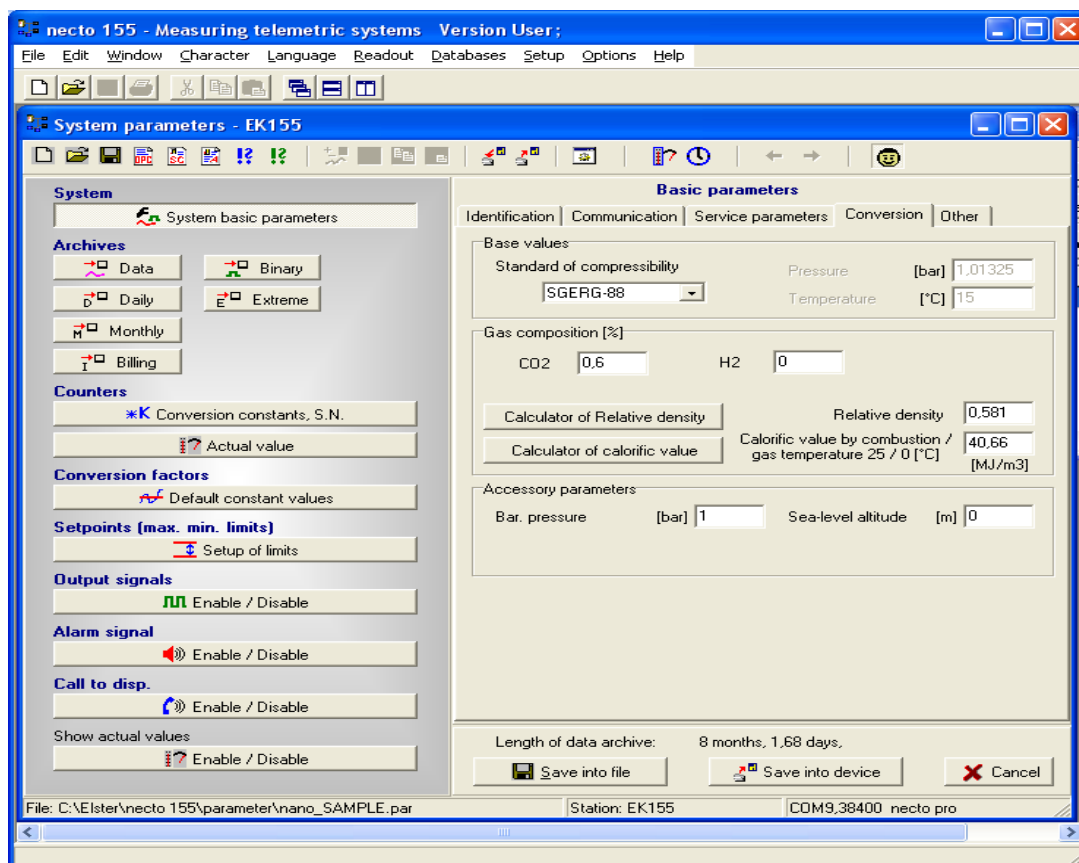 necto 155 - Measuring telemetric systems Version User;
File Edit Window Character Language Readout Databases Setup Options Help
System parameters - EK155
System
System basic parameters
Archives
Data Binary
Daily Extreme
Monthly
Billing
Counters
Conversion constants, S.N.
Actual value
Conversion factors
Default constant values
Setpoints (max. min. limits)
Setup of limits
Output signals
Enable / Disable
Alarm signal
Enable / Disable
Call to disp.
Enable / Disable
Show actual values
Enable / Disable
Basic parameters
Identification Communication Service parameters Conversion Other
Base values
Standard of compressibility
SGERG-88
Pressure [bar] 1,01325
Temperature [°C] 15
Gas composition [%]
CO2 0,6 H2 0
Calculator of Relative density Relative density 0,581
Calculator of calorific value Calorific value by combustion / 40,66
gas temperature 25 / 0 [°C]
[MJ/m3]
Accessory parameters
Bar. pressure [bar] 1 Sea-level altitude [m] 0
Length of data archive: 8 months, 1,68 days,
Save into file Save into device Cancel
File: C:\Elster\necto 155\parameter\nano_SAMPLE.par Station: EK155 COM9,38400 necto pro